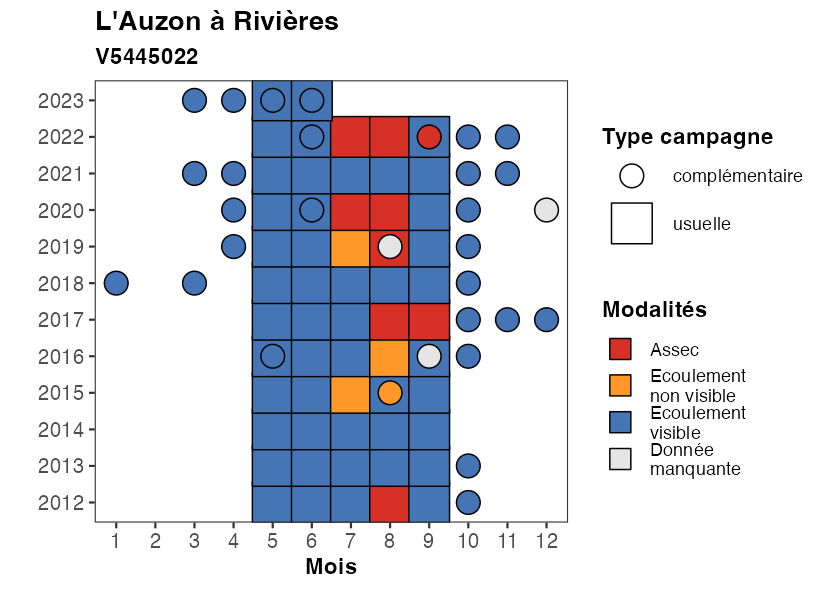 L'Auzon à Rivières
V5445022
2023
2022
2021
2020
2019
2018
2017
2016
2015
2014
2013
2012
1 2 3 4 5 6 7 8 9 10 11 12
Mois
Type campagne
complémentaire
usuelle
Modalités
Assec
Ecoulement
non visible
Ecoulement
visible
Donnée
manquante